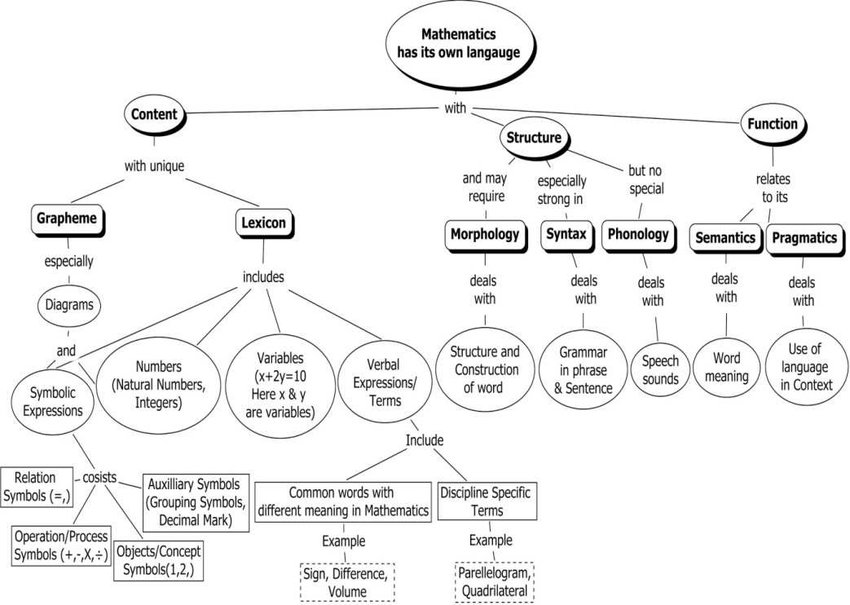 Mathematics
has its own langauge
with
Content
Structure
Function
with unique
and may
require
especially
strong in
but no
special
relates
to its
Grapheme
Lexicon
Morphology
Syntax
Phonology
Semantics
Pragmatics
especially
includes
deals
with
deals
with
deals
with
deals
with
deals
with
Diagrams
and
Symbolic
Expressions
Numbers
(Natural Numbers,
Integers)
Variables
(x+2y=10
Here x & y
are variables)
Verbal
Expressions/
Terms
Structure and
Construction
of word
Grammar
in phrase
& Sentence
Speech
sounds
Word
meaning
Use of
language
in Context
Include
cosists
Relation
Symbols (=,)
Auxilliary Symbols
(Grouping Symbols,
Decimal Mark)
Operation/Process
Symbols (+,-,X,÷)
Objects/Concept
Symbols(1,2,)
Common words with
different meaning in Mathematics
Discipline Specific
Terms
Example
Example
Sign, Difference,
Volume
Parellelogram,
Quadrilateral